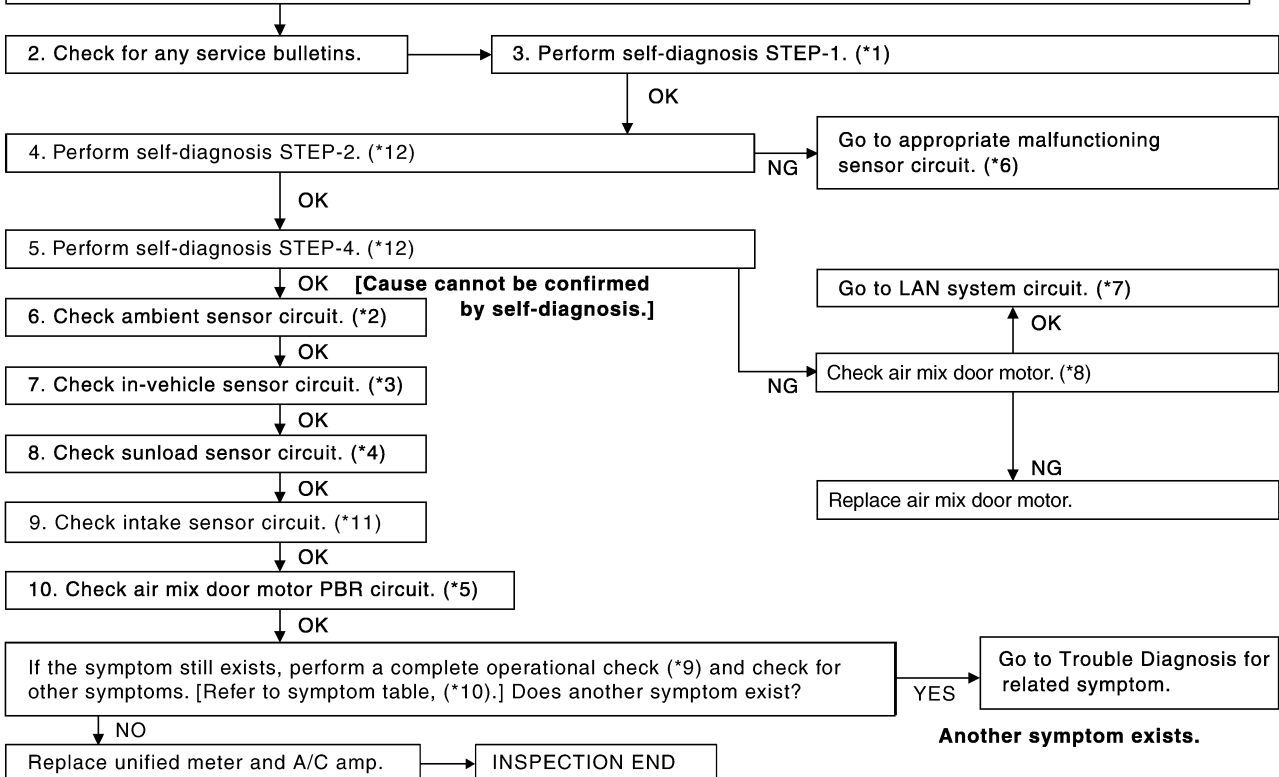 2. Check for any service bulletins.
3. Perform self-diagnosis STEP-1. (*1)
OK
4. Perform self-diagnosis STEP-2. (*12)
NG
Go to appropriate malfunctioning
sensor circuit. (*6)
OK
5. Perform self-diagnosis STEP-4. (*12)
OK
[Cause cannot be confirmed
by self-diagnosis.]
Go to LAN system circuit. (*7)
6. Check ambient sensor circuit. (*2)
OK
OK
Check air mix door motor. (*8)
7. Check in-vehicle sensor circuit. (*3)
NG
OK
8. Check sunload sensor circuit. (*4)
NG
OK
Replace air mix door motor.
9. Check intake sensor circuit. (*11)
OK
10. Check air mix door motor PBR circuit. (*5)
OK
If the symptom still exists, perform a complete operational check (*9) and check for
other symptoms. [Refer to symptom table, (*10).] Does another symptom exist?
YES
Go to Trouble Diagnosis for
related symptom.
NO
Another symptom exists.
Replace unified meter and A/C amp.
INSPECTION END